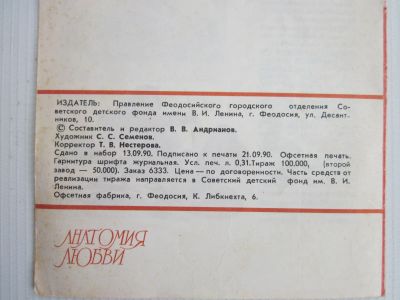 ИЗДАТЕЛЬ: Правление Феодосийского городского отделения Со-
ветского детского фонда имени В. И. Ленина, г. Феодосия, ул. Десант-
ников, 10.
© Составитель и редактор В. В. Андрианов.
Художник С. С. Семенов.
Корректор Т. В. Нестерова.
Сдано в набор 13.09.90. Подписано к печати 21.09.90. Офсетная печать.
Гарнитура шрифта журнальная. Усл. печ. л. 0,31. Тираж 100.000, (второй
завод — 50.000). Заказ 6333. Цена — по договоренности. Часть средств от
реализации тиража направляется в Советский детский фонд им. В. И.
Ленина.
Офсетная фабрика, г. Феодосия, К. Либкнехта, 6.
АНАТОМИЯ
ЛЮБВИ